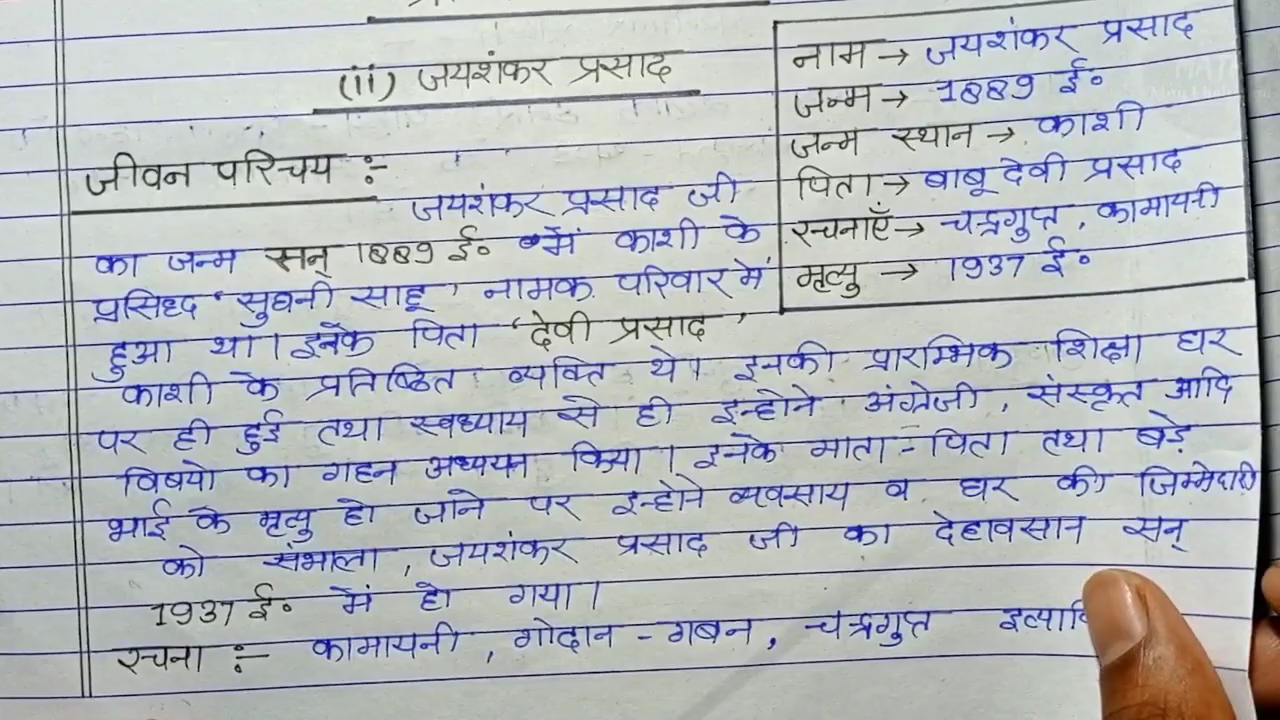 (ii) जयशंकर प्रसाद
नाम → जयशंकर प्रसाद
जन्म → 1889 ई०
जन्म स्थान → काशी
पिता → बाबू देवी प्रसाद
रचनाएँ → चन्द्रगुप्त, कामायनी
मृत्यु → 1937 ई०
जीवन परिचय :-
जयशंकर प्रसाद जी
का जन्म सन् 1889 ई० में काशी के
प्रसिध्द 'सुघनी साहू' नामक परिवार में
हुआ था। इनके पिता 'देवी प्रसाद'
काशी के प्रतिष्ठित व्यक्ति थे। इनकी प्रारम्भिक शिक्षा घर
पर ही हुई तथा स्वध्याय से ही इन्होने अंग्रेजी, संस्कृत आदि
विषयो का गहन अध्ययन किया। इनके माता-पिता तथा बड़े
भाई के मृत्यु हो जाने पर इन्होने व्यवसाय व घर की जिम्मेदारी
को संभाला, जयशंकर प्रसाद जी का देहावसान सन्
1937 ई० में हो गया।
रचना :- कामायनी, गोदान - गबन, चन्द्रगुप्त